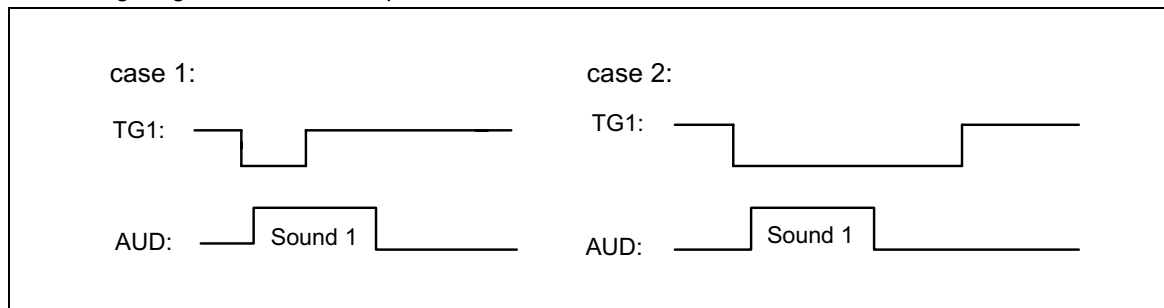 case 1:
case 2:
TG1:
TG1:
Sound 1
AUD:
Sound 1
AUD: